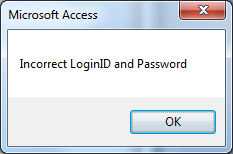 Microsoft Access
Incorrect LoginID and Password
OK